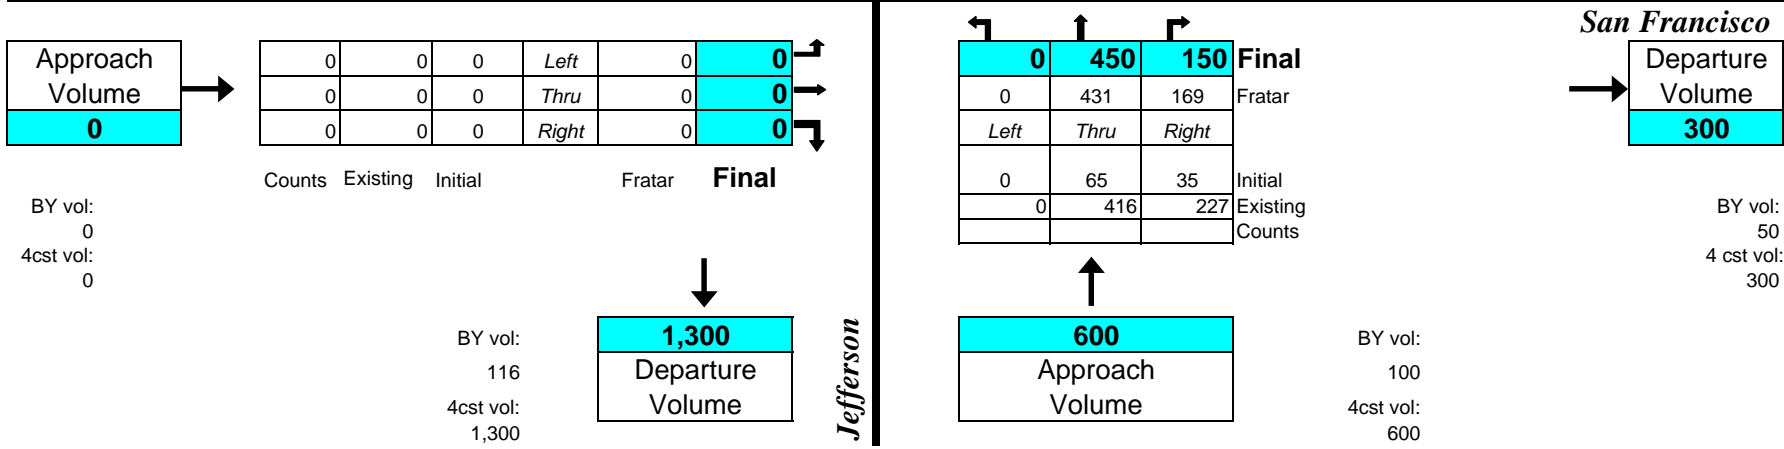 San Francisco
Approach
Volume
0
0 0 0 Left 0 0
0 0 0 Thru 0 0
0 0 0 Right 0 0
Counts Existing Initial Fratar Final
BY vol:
0
4cst vol:
0
BY vol:
116
4cst vol:
1,300
1,300
Departure
Volume
Jefferson
0 450 150 Final
0 431 169 Fratar
Left Thru Right
0 65 35 Initial
0 416 227 Existing
Counts
600
Approach
Volume
BY vol:
100
4cst vol:
600
Departure
Volume
300
BY vol:
50
4 cst vol:
300